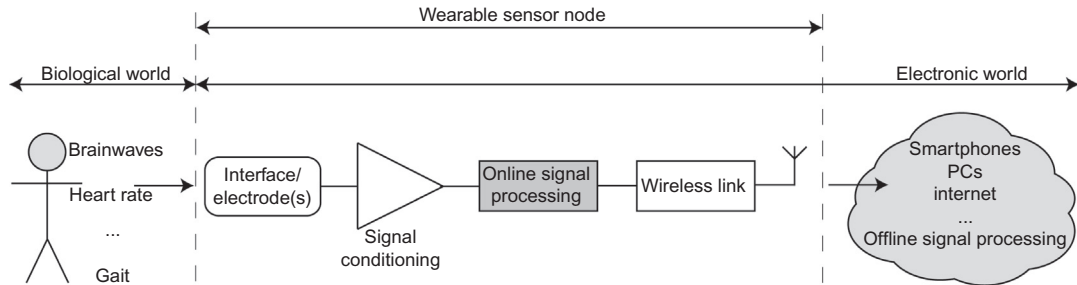 Wearable sensor node
Biological world
Electronic world
Brainwaves
Heart rate
...
Gait
Interface/
electrode(s)
Signal
conditioning
Online signal
processing
Wireless link
Smartphones
PCs
internet
...
Offline signal processing